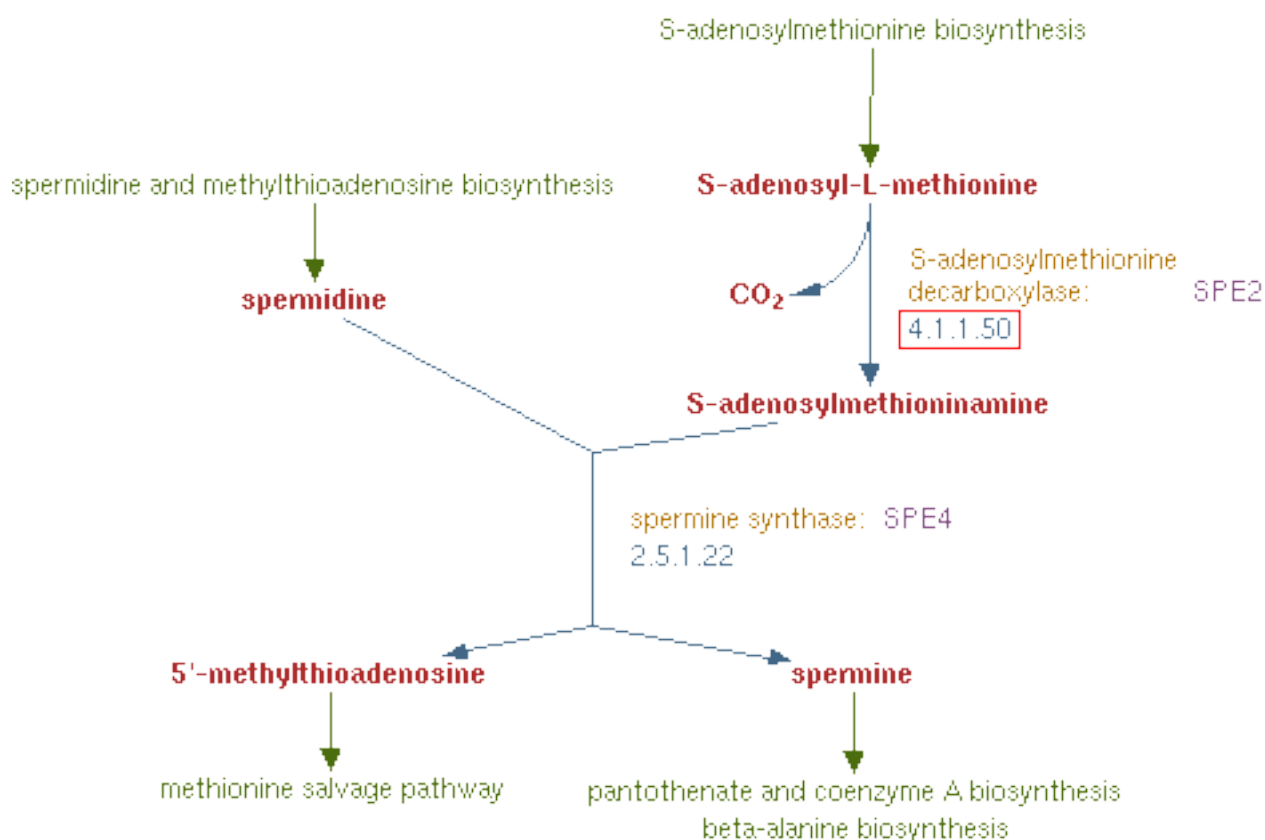 S-adenosylmethionine biosynthesis
spermidine and methylthioadenosine biosynthesis
S-adenosyl-L-methionine
spermidine
CO₂
S-adenosylmethionine
decarboxylase: SPE2
4.1.1.50
S-adenosylmethioninamine
spermine synthase: SPE4
2.5.1.22
5'-methylthioadenosine
spermine
methionine salvage pathway
pantothenate and coenzyme A biosynthesis
beta-alanine biosynthesis